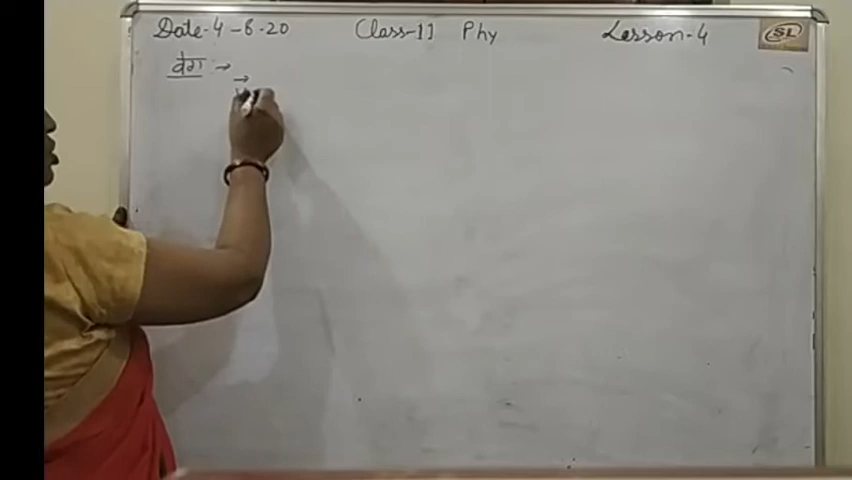 Date-4-8-20 Class-11 Phy Lesson-4 SL
वेग :→